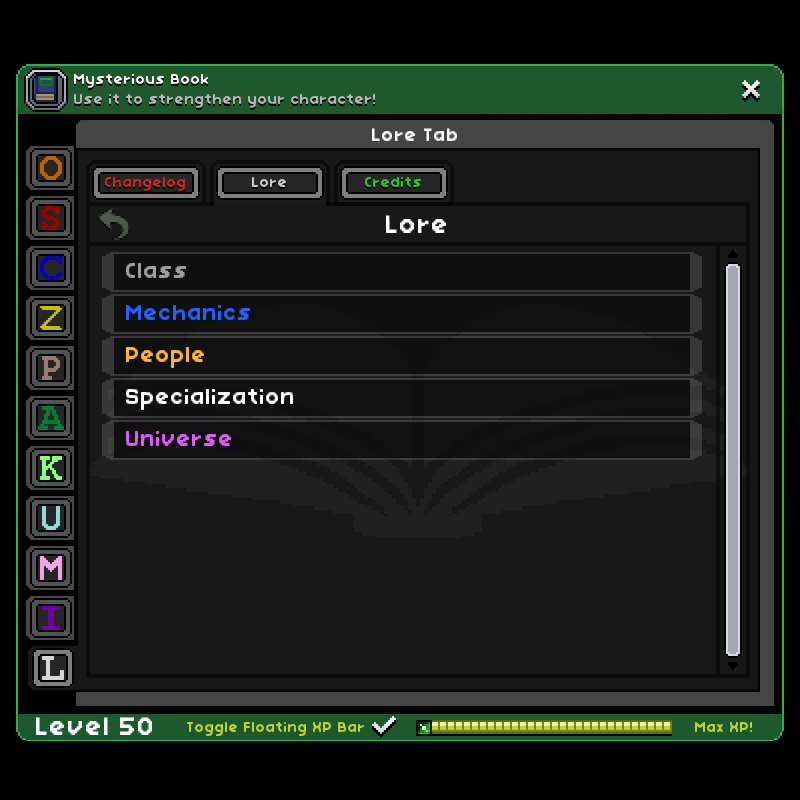 Mysterious Book
Use it to strengthen your character!
Lore Tab
Changelog
Lore
Credits
Lore
O
S
C
Z
P
A
K
U
M
I
L
Class
Mechanics
People
Specialization
Universe
Level 50
Toggle Floating XP Bar
Max XP!